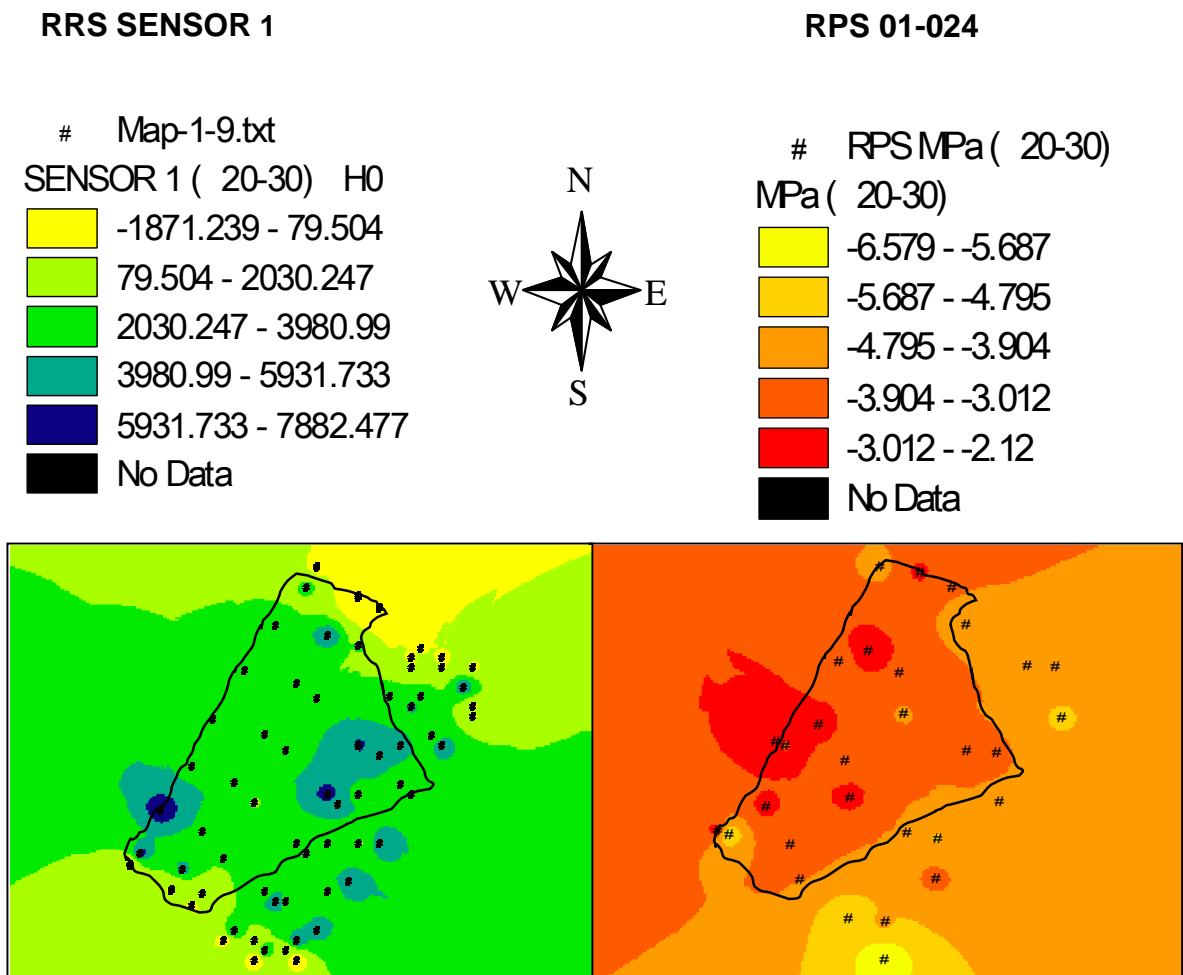 RRS SENSOR 1
RPS 01-024
# Map-1-9.txt
SENSOR 1 ( 20-30) H0
-1871.239 - 79.504
79.504 - 2030.247
2030.247 - 3980.99
3980.99 - 5931.733
5931.733 - 7882.477
No Data
N
W E
S
# RPS MPa ( 20-30)
MPa ( 20-30)
-6.579 - -5.687
-5.687 - -4.795
-4.795 - -3.904
-3.904 - -3.012
-3.012 - -2.12
No Data